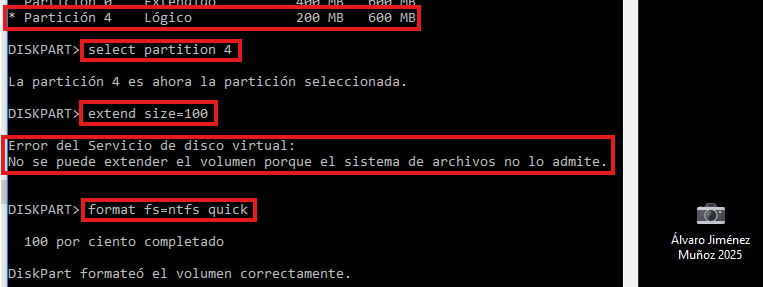 Partición 0 Extendido 400 MB 600 MB
* Partición 4 Lógico 200 MB 600 MB
DISKPART> select partition 4
La partición 4 es ahora la partición seleccionada.
DISKPART> extend size=100
Error del Servicio de disco virtual:
No se puede extender el volumen porque el sistema de archivos no lo admite.
DISKPART> format fs=ntfs quick
100 por ciento completado
DiskPart formateó el volumen correctamente.
Álvaro Jiménez
Muñoz 2025